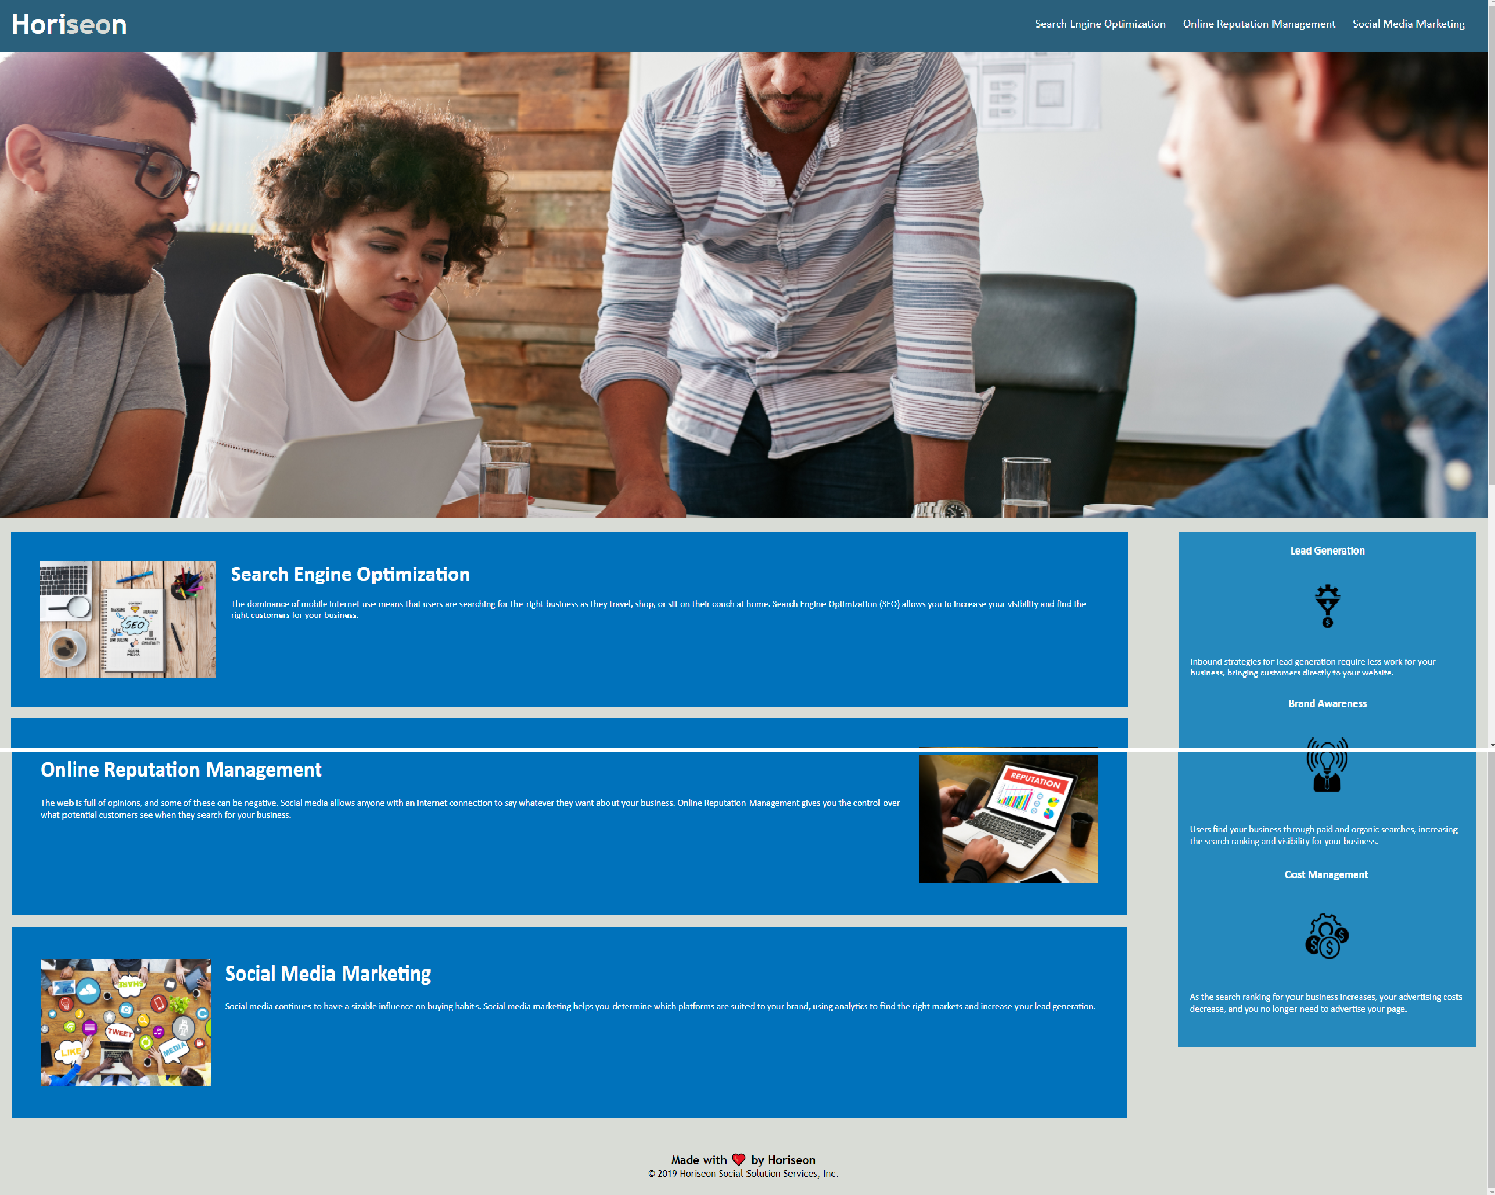 Horiseon
Search Engine Optimization Online Reputation Management Social Media Marketing
Search Engine Optimization
The dominance of mobile internet use means that users are searching for the right business as they travel, shop, or sit on their couch at home. Search Engine Optimization (SEO) allows you to increase your visibility and find the
right customers for your business.
SEO
Lead Generation
Inbound strategies for lead generation require less work for your
business, bringing customers directly to your website.
Brand Awareness
Users find your business through paid and organic searches, increasing
the search ranking and visibility for your business.
Cost Management
As the search ranking for your business increases, your advertising costs
decrease, and you no longer need to advertise your page.
Online Reputation Management
The web is full of opinions, and some of these can be negative. Social media allows anyone with an internet connection to say whatever they want about your business. Online Reputation Management gives you the control over
what potential customers see when they search for your business.
REPUTATION
Social Media Marketing
Social media continues to have a sizable influence on buying habits. Social media marketing helps you determine which platforms are suited to your brand, using analytics to find the right markets and increase your lead generation.
TWEET
LIKE
MEDIA
Made with ❤ by Horiseon
© 2019 Horiseon Social Solution Services, Inc.